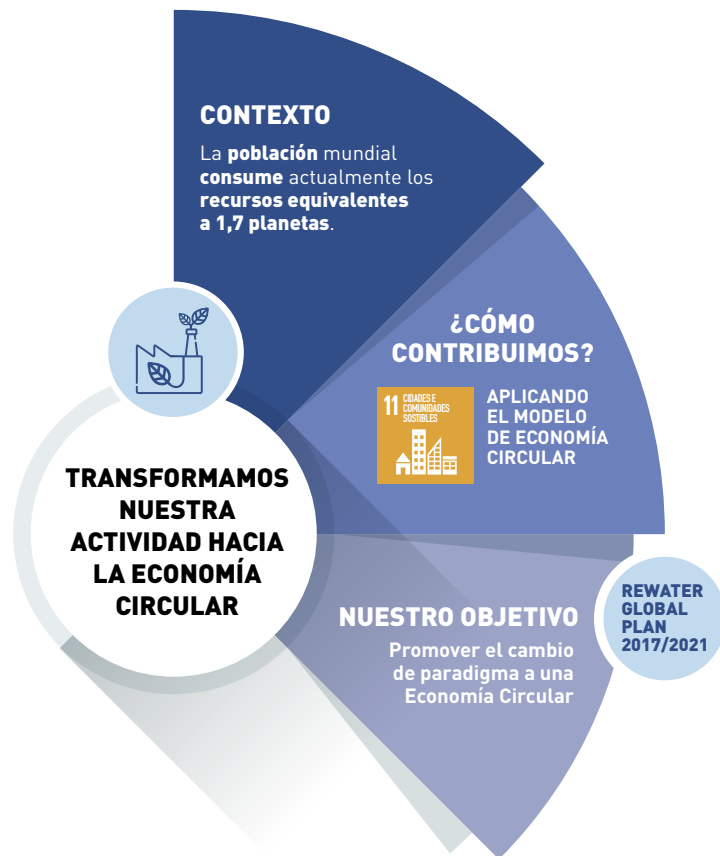 CONTEXTO
La población mundial
consume actualmente los
recursos equivalentes
a 1,7 planetas.
¿CÓMO
CONTRIBUIMOS?
11 CIDADES E
COMUNIDADES
SOSTIBLES
APLICANDO
EL MODELO
DE ECONOMÍA
CIRCULAR
TRANSFORMAMOS
NUESTRA
ACTIVIDAD HACIA
LA ECONOMÍA
CIRCULAR
NUESTRO OBJETIVO
Promover el cambio
de paradigma a una
Economía Circular
REWATER
GLOBAL
PLAN
2017/2021